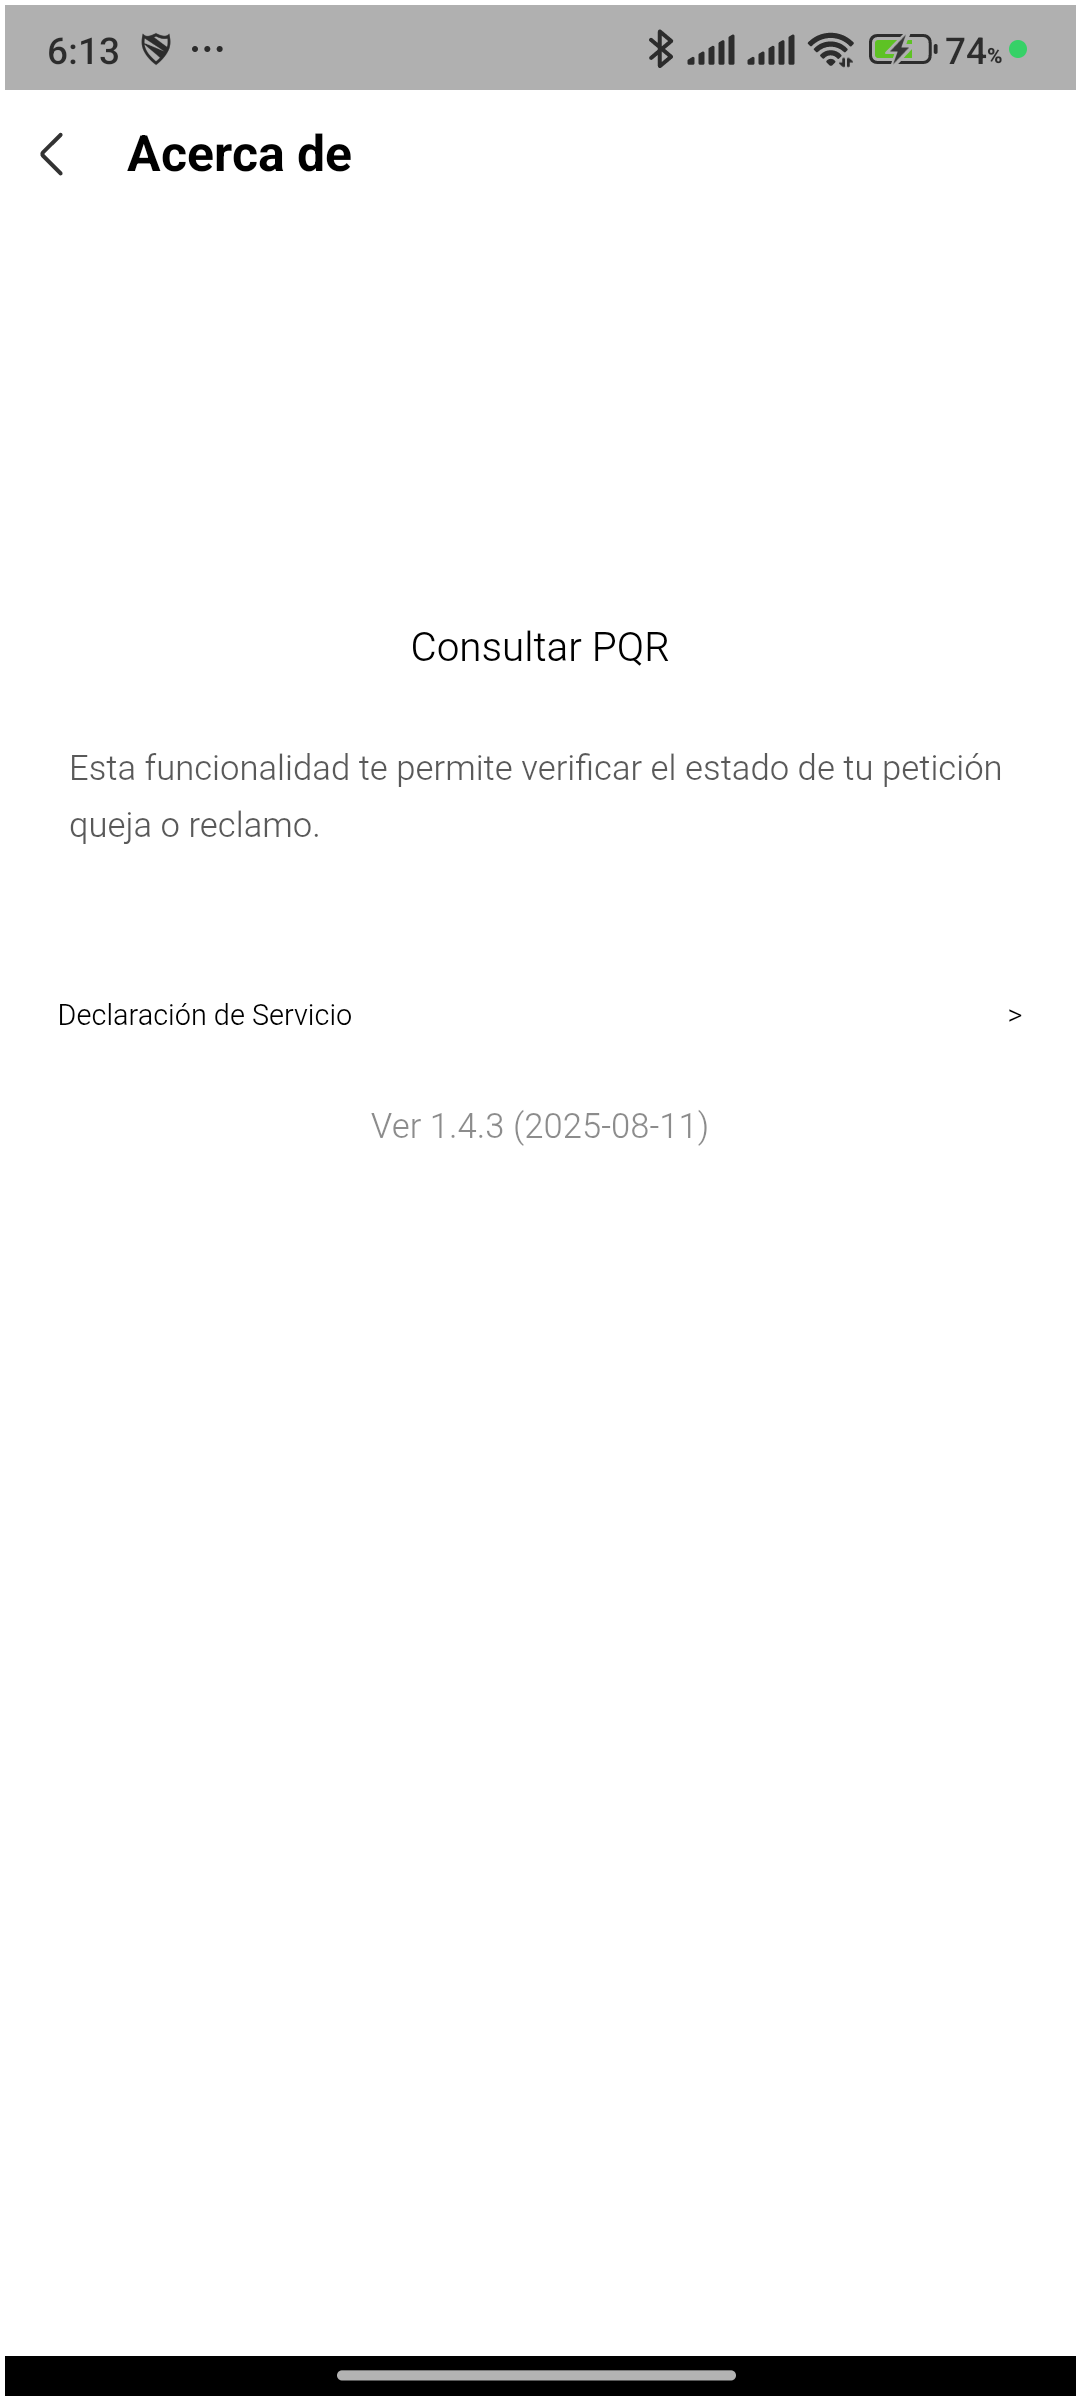 6:13 ... 74%
Acerca de
Consultar PQR
Esta funcionalidad te permite verificar el estado de tu petición
queja o reclamo.
Declaración de Servicio >
Ver 1.4.3 (2025-08-11)